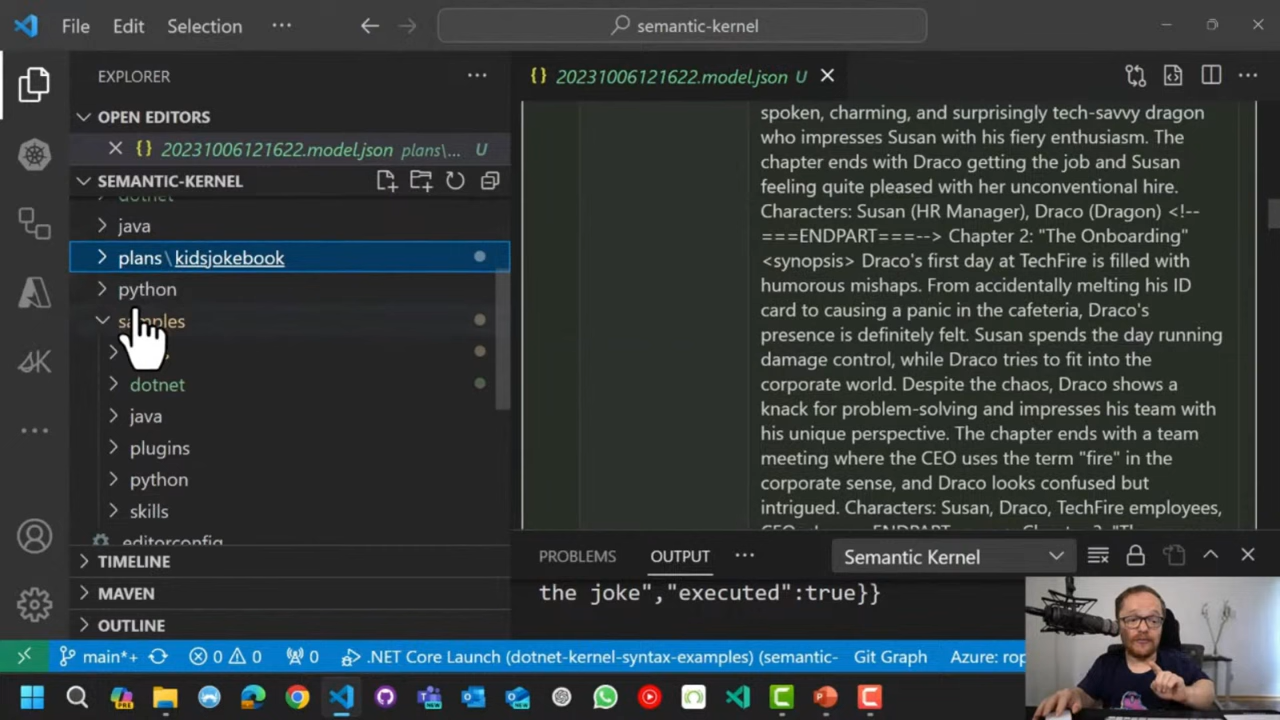 File Edit Selection ··· semantic-kernel
EXPLORER ···
OPEN EDITORS
{} 20231006121622.model.json plans\... U
SEMANTIC-KERNEL
dotnet
java
plans\kidsjokebook
python
samples
dotnet
java
plugins
python
skills
editorconfig
TIMELINE
MAVEN
OUTLINE
{} 20231006121622.model.json U
spoken, charming, and surprisingly tech-savvy dragon
who impresses Susan with his fiery enthusiasm. The
chapter ends with Draco getting the job and Susan
feeling quite pleased with her unconventional hire.
Characters: Susan (HR Manager), Draco (Dragon) <!--
===ENDPART===--> Chapter 2: "The Onboarding"
<synopsis> Draco's first day at TechFire is filled with
humorous mishaps. From accidentally melting his ID
card to causing a panic in the cafeteria, Draco's
presence is definitely felt. Susan spends the day running
damage control, while Draco tries to fit into the
corporate world. Despite the chaos, Draco shows a
knack for problem-solving and impresses his team with
his unique perspective. The chapter ends with a team
meeting where the CEO uses the term "fire" in the
corporate sense, and Draco looks confused but
intrigued. Characters: Susan, Draco, TechFire employees,
PROBLEMS OUTPUT ··· Semantic Kernel
the joke","executed":true}}
main*+ 0 0 0 .NET Core Launch (dotnet-kernel-syntax-examples) (semantic- Git Graph Azure: rop
PRE